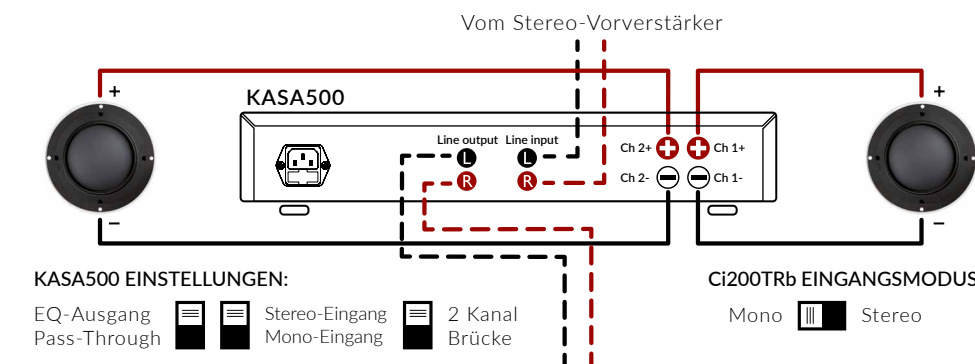 Vom Stereo-Vorverstärker
+
+
KASA500
Line output Line input
L L
R R
Ch 2+ Ch 1+
Ch 2- Ch 1-
−
−
KASA500 EINSTELLUNGEN:
EQ-Ausgang
Pass-Through
Stereo-Eingang
Mono-Eingang
2 Kanal
Brücke
Ci200TRb EINGANGSMODUS
Mono Stereo